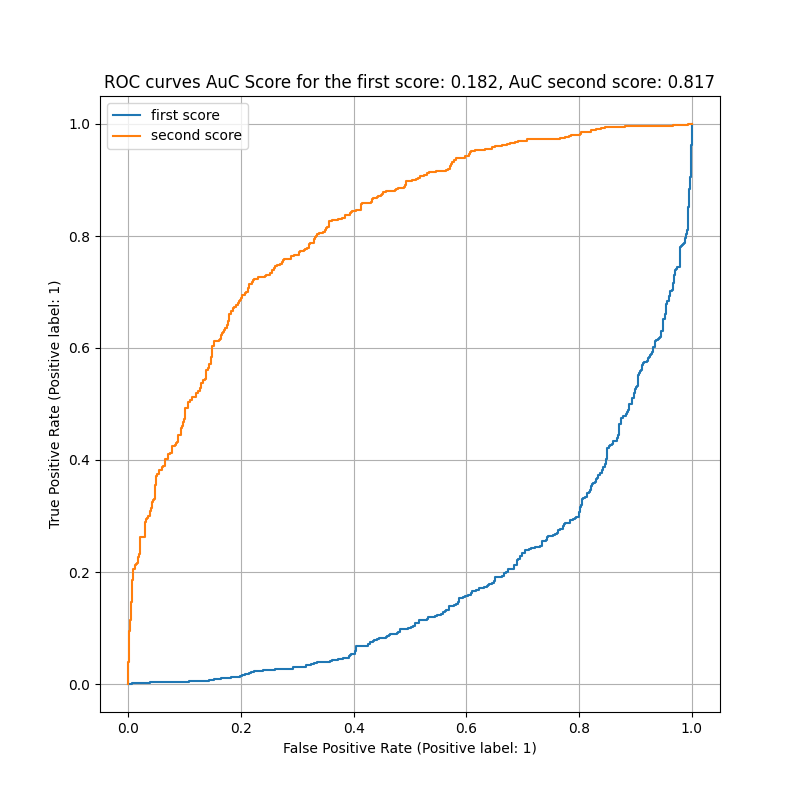 ROC curves AuC Score for the first score: 0.182, AuC second score: 0.817
first score
second score
1.0
0.8
0.6
0.4
0.2
0.0
True Positive Rate (Positive label: 1)
0.0 0.2 0.4 0.6 0.8 1.0
False Positive Rate (Positive label: 1)